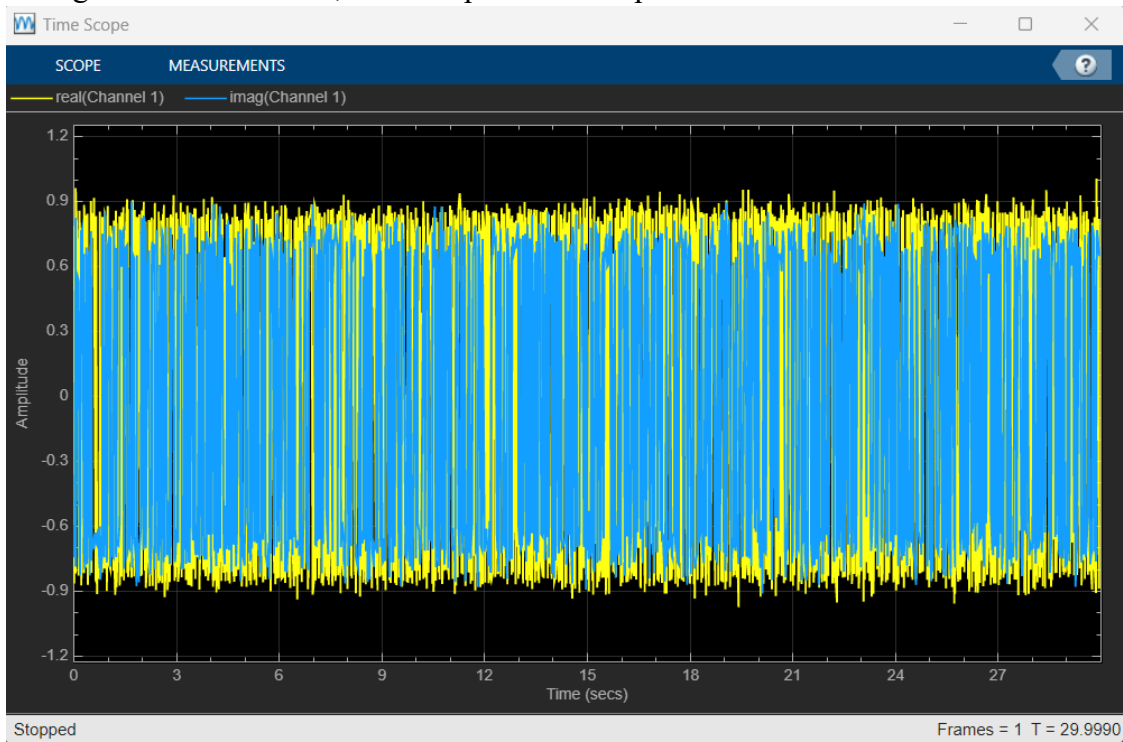 Time Scope
SCOPE MEASUREMENTS ?
real(Channel 1) imag(Channel 1)
1.2
0.9
0.6
0.3
0
-0.3
-0.6
-0.9
-1.2
Amplitude
0 3 6 9 12 15 18 21 24 27
Time (secs)
Stopped Frames = 1 T = 29.9990